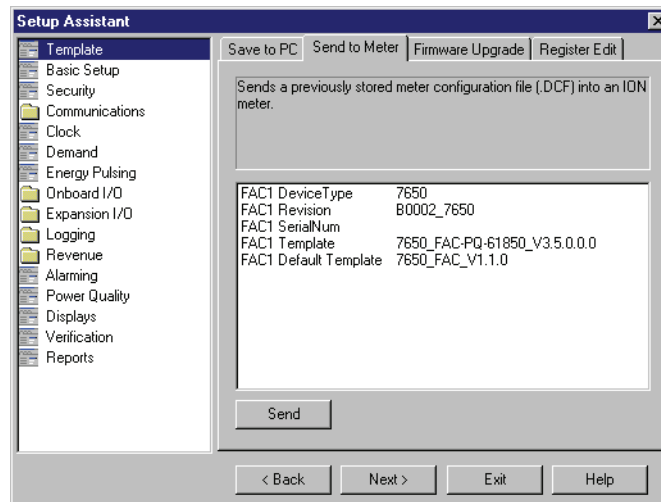 Setup Assistant
Template
Basic Setup
Security
Communications
Clock
Demand
Energy Pulsing
Onboard I/O
Expansion I/O
Logging
Revenue
Alarming
Power Quality
Displays
Verification
Reports
Save to PC Send to Meter Firmware Upgrade Register Edit
Sends a previously stored meter configuration file (.DCF) into an ION
meter.
FAC1 DeviceType 7650
FAC1 Revision B0002_7650
FAC1 SerialNum
FAC1 Template 7650_FAC-PQ-61850_V3.5.0.0.0
FAC1 Default Template 7650_FAC_V1.1.0
Send
< Back Next > Exit Help